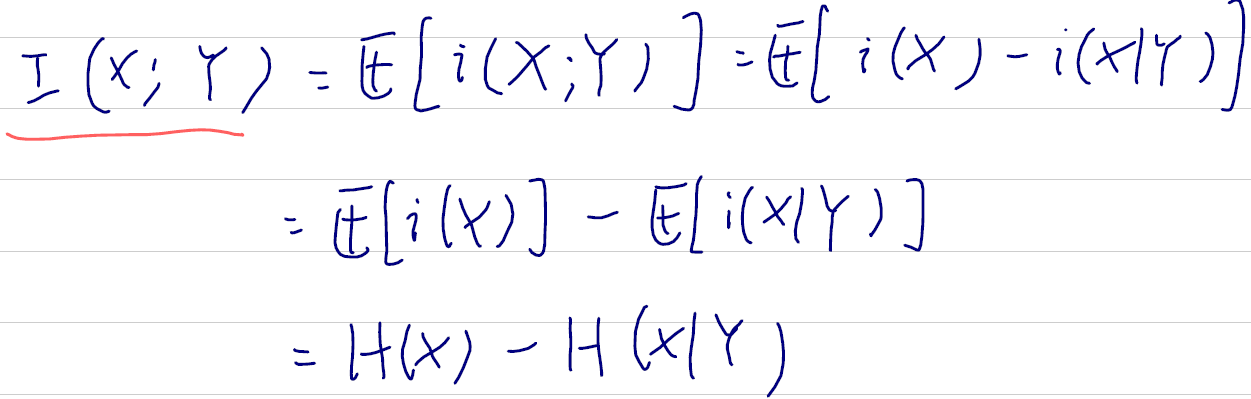 I(X;Y) = 𝔼[i(X;Y)] = 𝔼[i(X) - i(X|Y)]
= 𝔼[i(X)] - 𝔼[i(X|Y)]
= H(X) - H(X|Y)